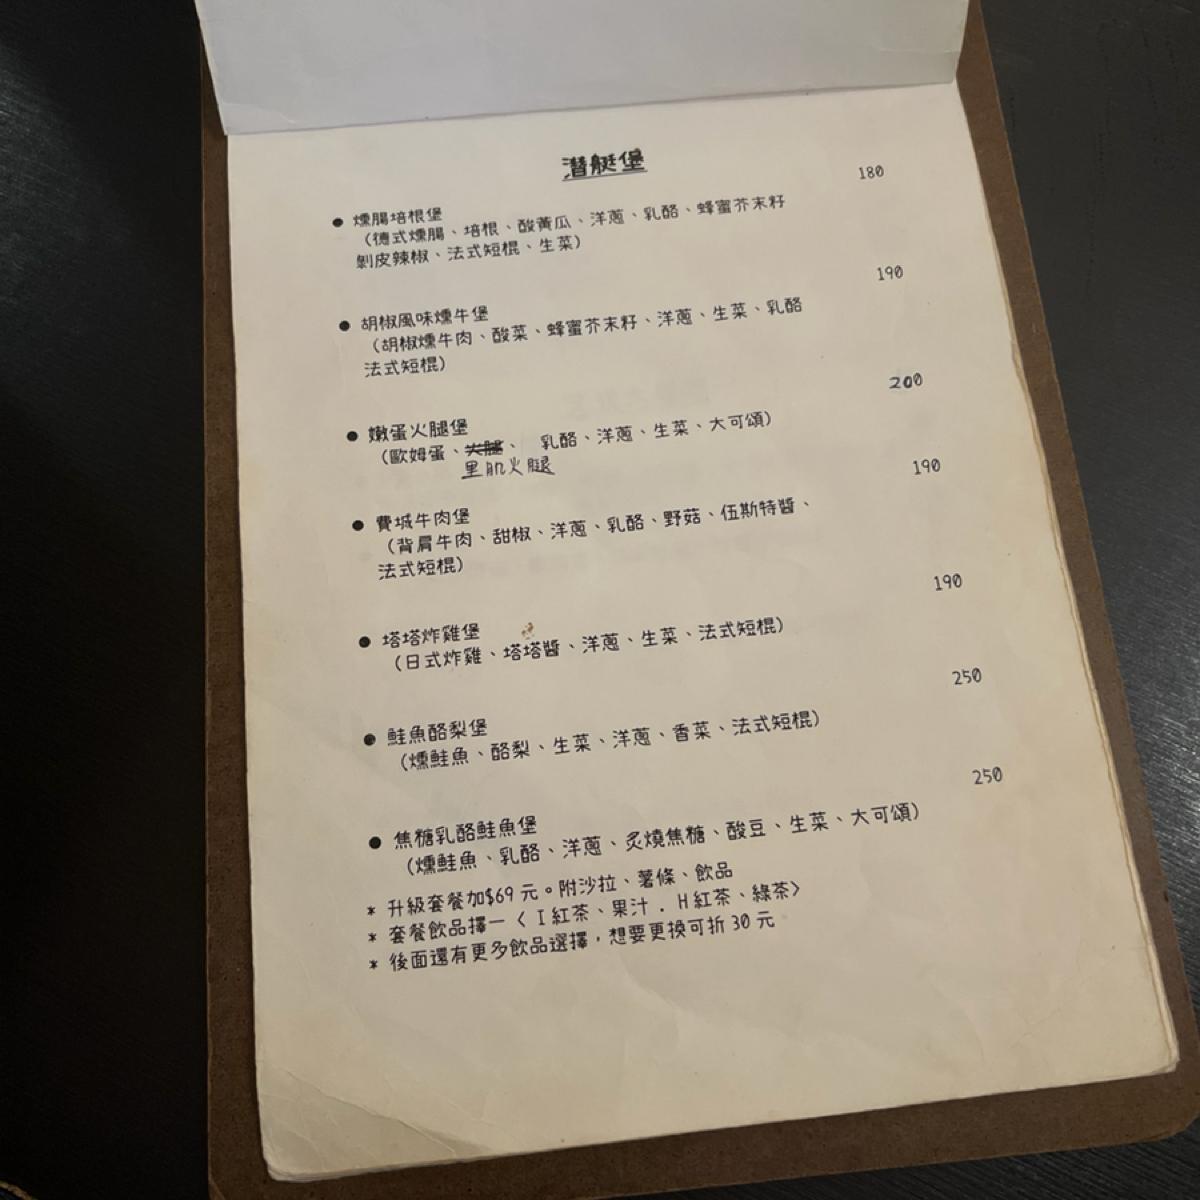 潛艇堡
180
● 燻腸培根堡
(德式燻腸、培根、酸黃瓜、洋蔥、乳酪、蜂蜜芥末籽
剝皮辣椒、法式短棍、生菜)
190
● 胡椒風味燻牛堡
(胡椒燻牛肉、酸菜、蜂蜜芥末籽、洋蔥、生菜、乳酪
法式短棍)
200
● 嫩蛋火腿堡
(歐姆蛋、火腿、 乳酪、洋蔥、生菜、大可頌)
里肌火腿
190
● 費城牛肉堡
(背肩牛肉、甜椒、洋蔥、乳酪、野菇、伍斯特醬、
法式短棍)
190
● 塔塔炸雞堡
(日式炸雞、塔塔醬、洋蔥、生菜、法式短棍)
250
● 鮭魚酪梨堡
(燻鮭魚、酪梨、生菜、洋蔥、香菜、法式短棍)
250
● 焦糖乳酪鮭魚堡
(燻鮭魚、乳酪、洋蔥、炙燒焦糖、酸豆、生菜、大可頌)
* 升級套餐加$69 元。附沙拉、薯條、飲品
* 套餐飲品擇一 < I 紅茶、果汁 . H 紅茶、綠茶>
* 後面還有更多飲品選擇,想要更換可折 30 元